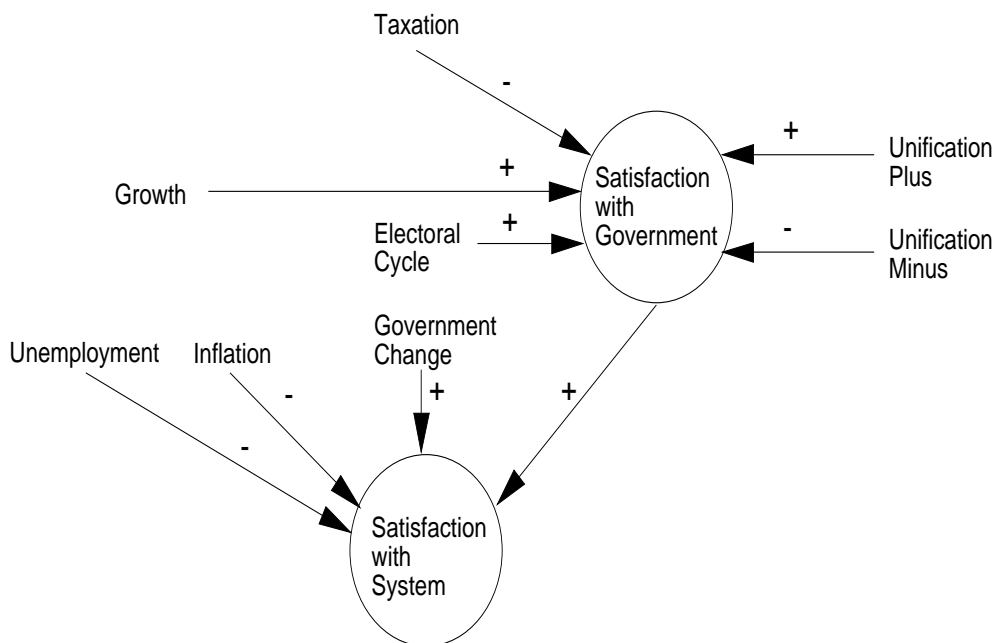 Taxation
-
+
Unification
Plus
Growth
+
Satisfaction
with
Government
Electoral
Cycle
+
-
Unification
Minus
Government
Change
Unemployment
Inflation
-
-
+
+
Satisfaction
with
System